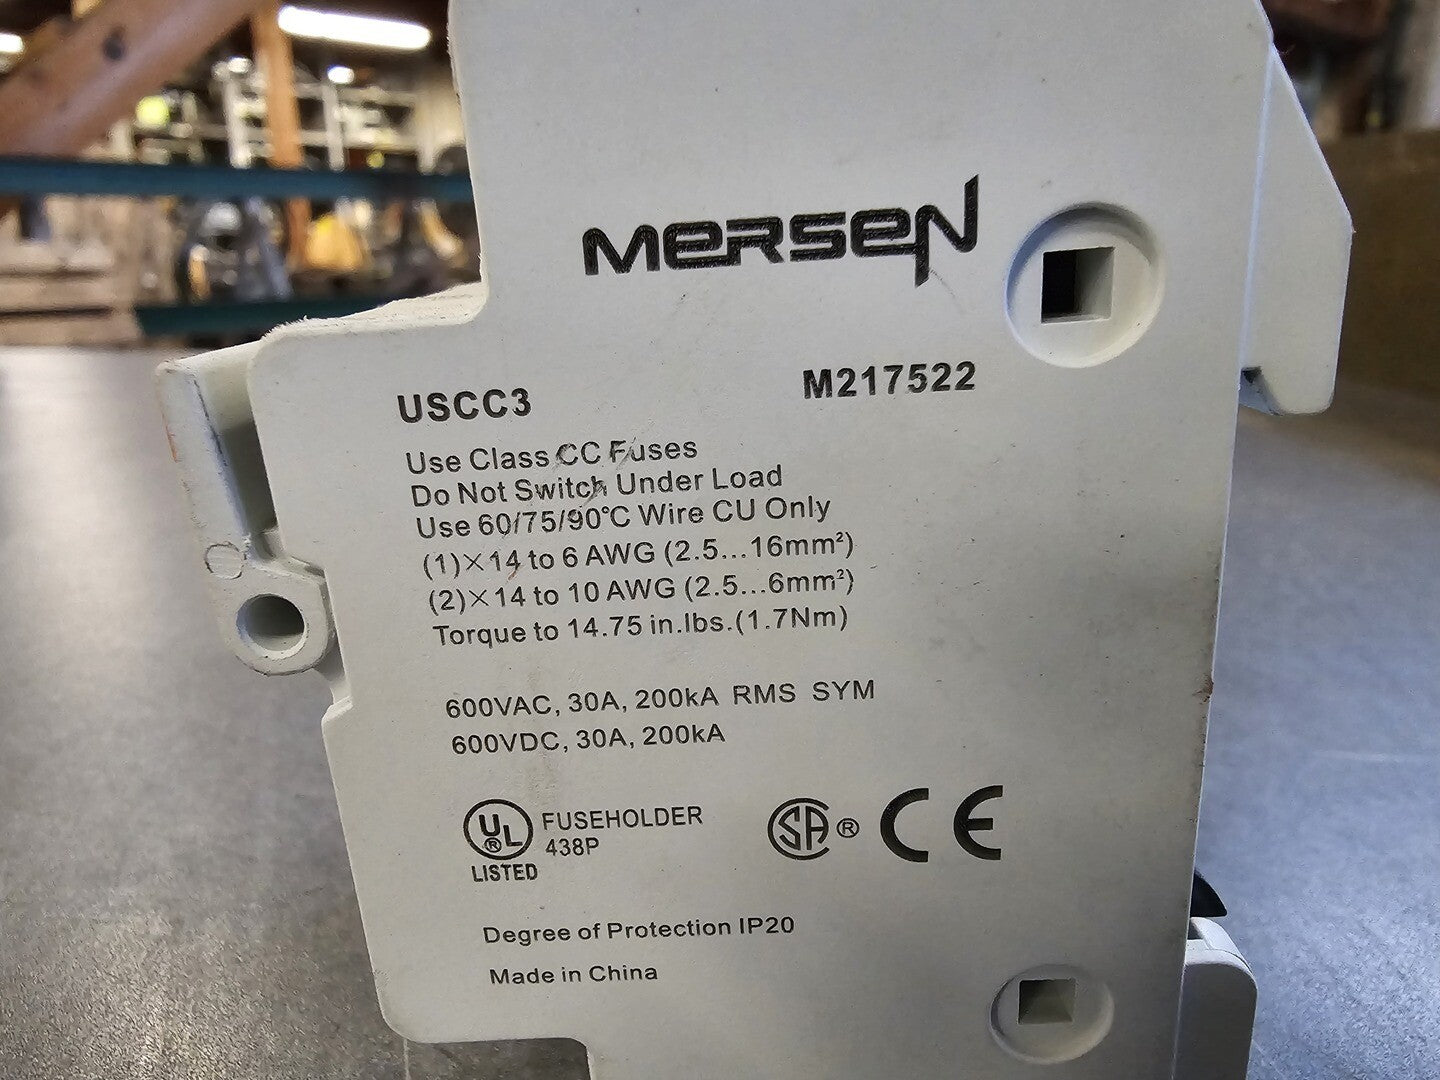 MERSEN
USCC3 M217522
Use Class CC Fuses
Do Not Switch Under Load
Use 60/75/90°C Wire CU Only
(1)×14 to 6 AWG (2.5...16mm²)
(2)×14 to 10 AWG (2.5...6mm²)
Torque to 14.75 in.lbs.(1.7Nm)
600VAC, 30A, 200kA RMS SYM
600VDC, 30A, 200kA
UL ® FUSEHOLDER SA ® CE
438P
LISTED
Degree of Protection IP20
Made in China